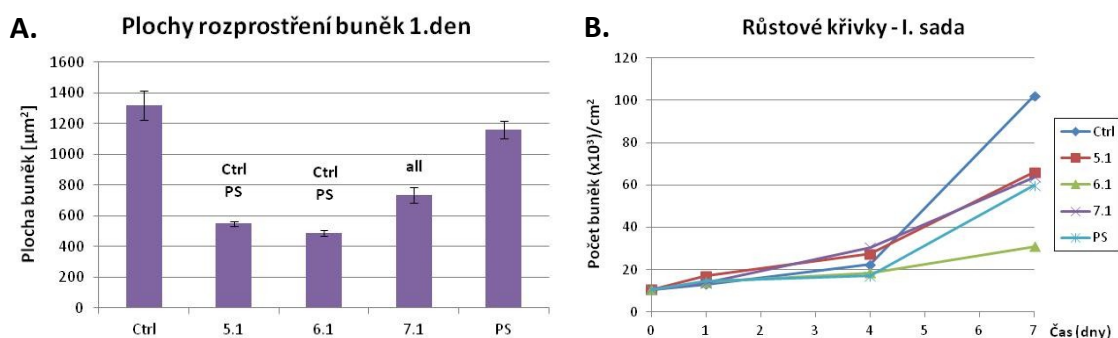 A.
Plochy rozprostření buněk 1.den
Plocha buněk [µm²]
1600
1400
1200
1000
800
600
400
200
0
Ctrl
PS
Ctrl
PS
all
Ctrl
5.1
6.1
7.1
PS
B.
Růstové křivky - I. sada
Počet buněk (x10³)/cm²
120
100
80
60
40
20
0
0
1
2
3
4
5
6
7
Čas (dny)
Ctrl
5.1
6.1
7.1
PS